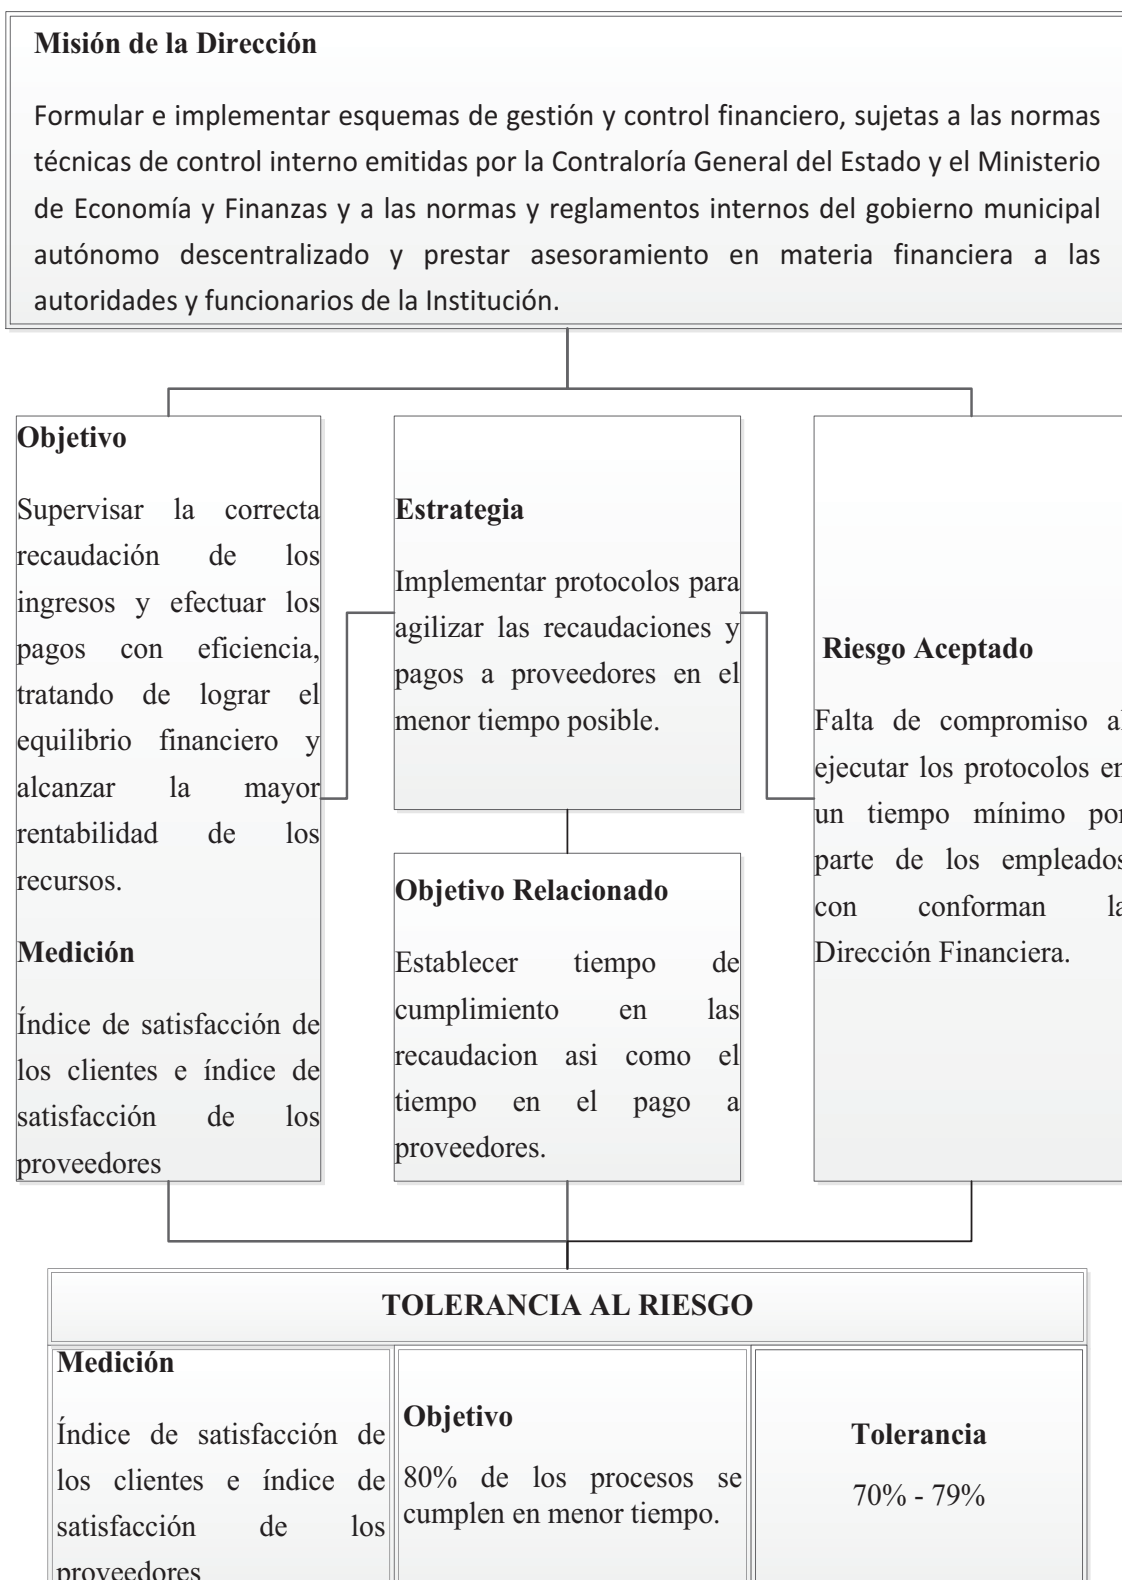 Misión de la Dirección
Formular e implementar esquemas de gestión y control financiero, sujetas a las normas
técnicas de control interno emitidas por la Contraloría General del Estado y el Ministerio
de Economía y Finanzas y a las normas y reglamentos internos del gobierno municipal
autónomo descentralizado y prestar asesoramiento en materia financiera a las
autoridades y funcionarios de la Institución.
Objetivo
Supervisar la correcta
recaudación de los
ingresos y efectuar los
pagos con eficiencia,
tratando de lograr el
equilibrio financiero y
alcanzar la mayor
rentabilidad de los
recursos.
Medición
Índice de satisfacción de
los clientes e índice de
satisfacción de los
proveedores
Estrategia
Implementar protocolos para
agilizar las recaudaciones y
pagos a proveedores en el
menor tiempo posible.
Objetivo Relacionado
Establecer tiempo de
cumplimiento en las
recaudacion asi como el
tiempo en el pago a
proveedores.
Riesgo Aceptado
Falta de compromiso al
ejecutar los protocolos en
un tiempo mínimo por
parte de los empleados
con conforman la
Dirección Financiera.
TOLERANCIA AL RIESGO
Medición
Índice de satisfacción de
los clientes e índice de
satisfacción de los
proveedores
Objetivo
80% de los procesos se
cumplen en menor tiempo.
Tolerancia
70% - 79%